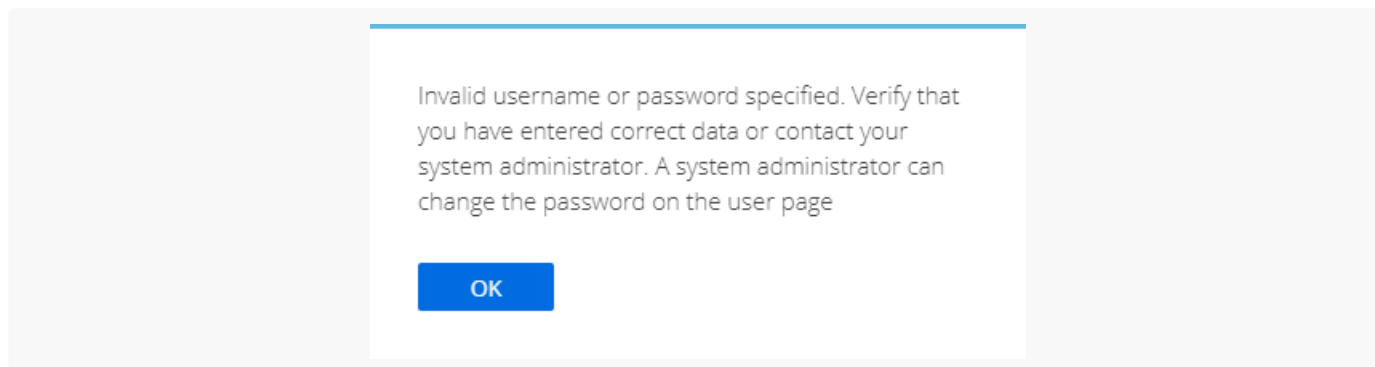 Invalid username or password specified. Verify that
you have entered correct data or contact your
system administrator. A system administrator can
change the password on the user page
OK